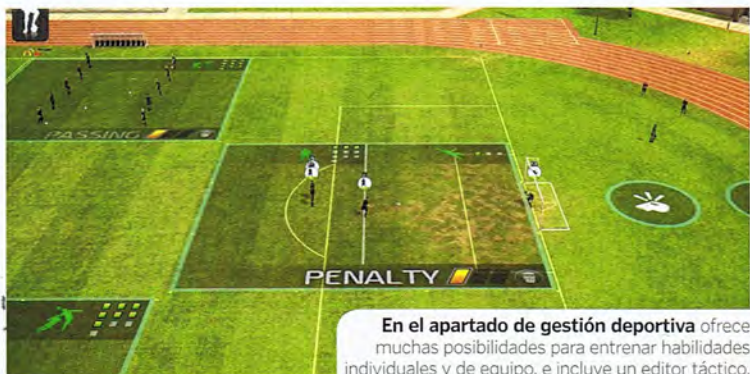 PASSING
PENALTY
En el apartado de gestión deportiva ofrece
muchas posibilidades para entrenar habilidades
individuales y de equipo, e incluye un editor táctico.